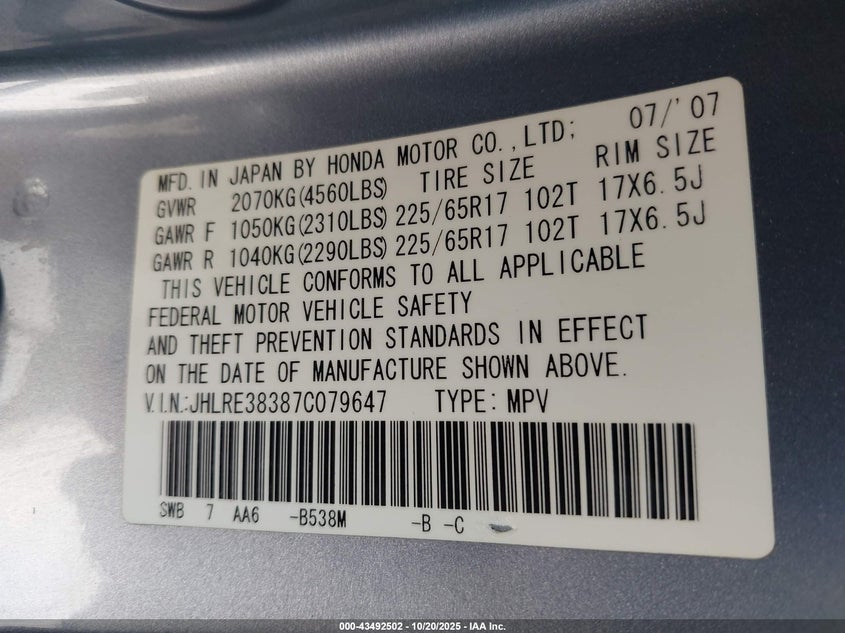 07/'07
MFD. IN JAPAN BY HONDA MOTOR CO.,LTD;
GVWR 2070KG(4560LBS) TIRE SIZE RIM SIZE
GAWR F 1050KG(2310LBS) 225/65R17 102T 17X6.5J
GAWR R 1040KG(2290LBS) 225/65R17 102T 17X6.5J
THIS VEHICLE CONFORMS TO ALL APPLICABLE
FEDERAL MOTOR VEHICLE SAFETY
AND THEFT PREVENTION STANDARDS IN EFFECT
ON THE DATE OF MANUFACTURE SHOWN ABOVE.
V.I.N.:JHLRE38387C079647 TYPE: MPV
SWB 7 AA6 -B538M -B -C
000-43492502 - 10/20/2025 - IAA Inc.